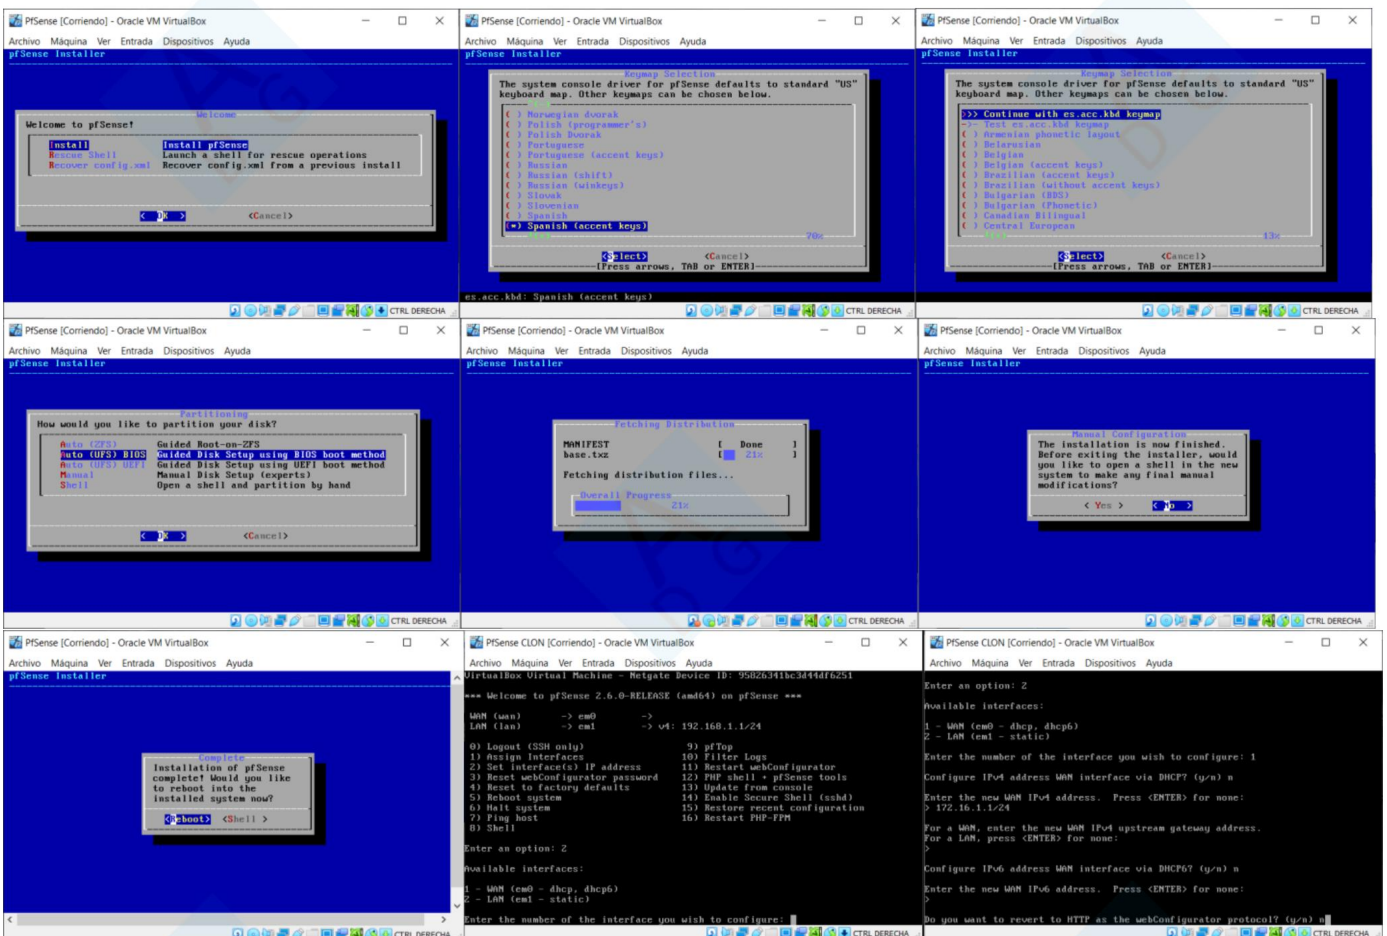 PfSense [Corriendo] - Oracle VM VirtualBox
Archivo Máquina Ver Entrada Dispositivos Ayuda
pfSense Installer
Welcome
Welcome to pfSense!
Install Install pfSense
Rescue Shell Launch a shell for rescue operations
Recover config.xml Recover config.xml from a previous install
< OK > <Cancel>
CTRL DERECHA
PfSense [Corriendo] - Oracle VM VirtualBox
Archivo Máquina Ver Entrada Dispositivos Ayuda
pfSense Installer
Keymap Selection
The system console driver for pfSense defaults to standard "US"
keyboard map. Other keymaps can be chosen below.
( ) Norwegian dvorak
( ) Polish (programmer's)
( ) Polish Dvorak
( ) Portuguese
( ) Portuguese (accent keys)
( ) Russian
( ) Russian (shift)
( ) Russian (winkeys)
( ) Slovak
( ) Slovenian
( ) Spanish
(*) Spanish (accent keys)
70%
<Select> <Cancel>
[Press arrows, TAB or ENTER]
es.acc.kbd: Spanish (accent keys)
CTRL DERECHA
PfSense [Corriendo] - Oracle VM VirtualBox
Archivo Máquina Ver Entrada Dispositivos Ayuda
pfSense Installer
Keymap Selection
The system console driver for pfSense defaults to standard "US"
keyboard map. Other keymaps can be chosen below.
>>> Continue with es.acc.kbd keymap
->- Test es.acc.kbd keymap
( ) Armenian phonetic layout
( ) Belarusian
( ) Belgian
( ) Belgian (accent keys)
( ) Brazilian (accent keys)
( ) Brazilian (without accent keys)
( ) Bulgarian (BDS)
( ) Bulgarian (Phonetic)
( ) Canadian Bilingual
( ) Central European
13%
<Select> <Cancel>
[Press arrows, TAB or ENTER]
CTRL DERECHA
PfSense [Corriendo] - Oracle VM VirtualBox
Archivo Máquina Ver Entrada Dispositivos Ayuda
pfSense Installer
Partitioning
How would you like to partition your disk?
Auto (ZFS) Guided Root-on-ZFS
Auto (UFS) BIOS Guided Disk Setup using BIOS boot method
Auto (UFS) UEFI Guided Disk Setup using UEFI boot method
Manual Manual Disk Setup (experts)
Shell Open a shell and partition by hand
< OK > <Cancel>
CTRL DERECHA
PfSense [Corriendo] - Oracle VM VirtualBox
Archivo Máquina Ver Entrada Dispositivos Ayuda
pfSense Installer
Fetching Distribution
MANIFEST [ Done ]
base.txz [ 21% ]
Fetching distribution files...
Overall Progress
21%
CTRL DERECHA
PfSense [Corriendo] - Oracle VM VirtualBox
Archivo Máquina Ver Entrada Dispositivos Ayuda
pfSense Installer
Manual Configuration
The installation is now finished.
Before exiting the installer, would
you like to open a shell in the new
system to make any final manual
modifications?
< Yes > < No >
CTRL DERECHA
PfSense [Corriendo] - Oracle VM VirtualBox
Archivo Máquina Ver Entrada Dispositivos Ayuda
pfSense Installer
Complete
Installation of pfSense
complete! Would you like
to reboot into the
installed system now?
<Reboot> <Shell >
CTRL DERECHA
PfSense CLON [Corriendo] - Oracle VM VirtualBox
Archivo Máquina Ver Entrada Dispositivos Ayuda
VirtualBox Virtual Machine - Netgate Device ID: 95826341bc3d44df6251
*** Welcome to pfSense 2.6.0-RELEASE (amd64) on pfSense ***
WAN (wan) -> em0 ->
LAN (lan) -> em1 -> v4: 192.168.1.1/24
0) Logout (SSH only) 9) pfTop
1) Assign Interfaces 10) Filter Logs
2) Set interface(s) IP address 11) Restart webConfigurator
3) Reset webConfigurator password 12) PHP shell + pfSense tools
4) Reset to factory defaults 13) Update from console
5) Reboot system 14) Enable Secure Shell (sshd)
6) Halt system 15) Restore recent configuration
7) Ping host 16) Restart PHP-FPM
8) Shell
Enter an option: 2
Available interfaces:
1 - WAN (em0 - dhcp, dhcp6)
2 - LAN (em1 - static)
Enter the number of the interface you wish to configure:
CTRL DERECHA
PfSense CLON [Corriendo] - Oracle VM VirtualBox
Archivo Máquina Ver Entrada Dispositivos Ayuda
Enter an option: 2
Available interfaces:
1 - WAN (em0 - dhcp, dhcp6)
2 - LAN (em1 - static)
Enter the number of the interface you wish to configure: 1
Configure IPv4 address WAN interface via DHCP? (y/n) n
Enter the new WAN IPv4 address. Press <ENTER> for none:
> 172.16.1.1/24
For a WAN, enter the new WAN IPv4 upstream gateway address.
For a LAN, press <ENTER> for none:
>
Configure IPv6 address WAN interface via DHCP6? (y/n) n
Enter the new WAN IPv6 address. Press <ENTER> for none:
>
Do you want to revert to HTTP as the webConfigurator protocol? (y/n) n
CTRL DERECHA